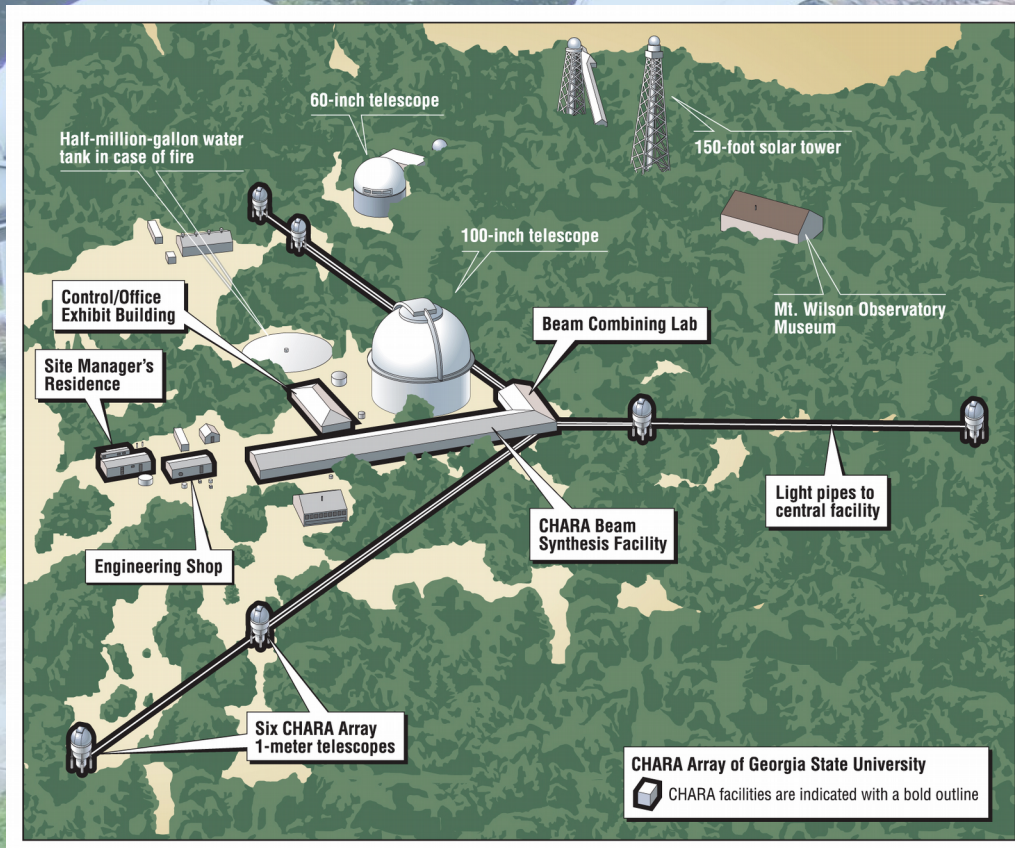 60-inch telescope
Half-million-gallon water
tank in case of fire
150-foot solar tower
100-inch telescope
Control/Office
Exhibit Building
Beam Combining Lab
Mt. Wilson Observatory
Museum
Site Manager's
Residence
Light pipes to
central facility
CHARA Beam
Synthesis Facility
Engineering Shop
Six CHARA Array
1-meter telescopes
CHARA Array of Georgia State University
CHARA facilities are indicated with a bold outline